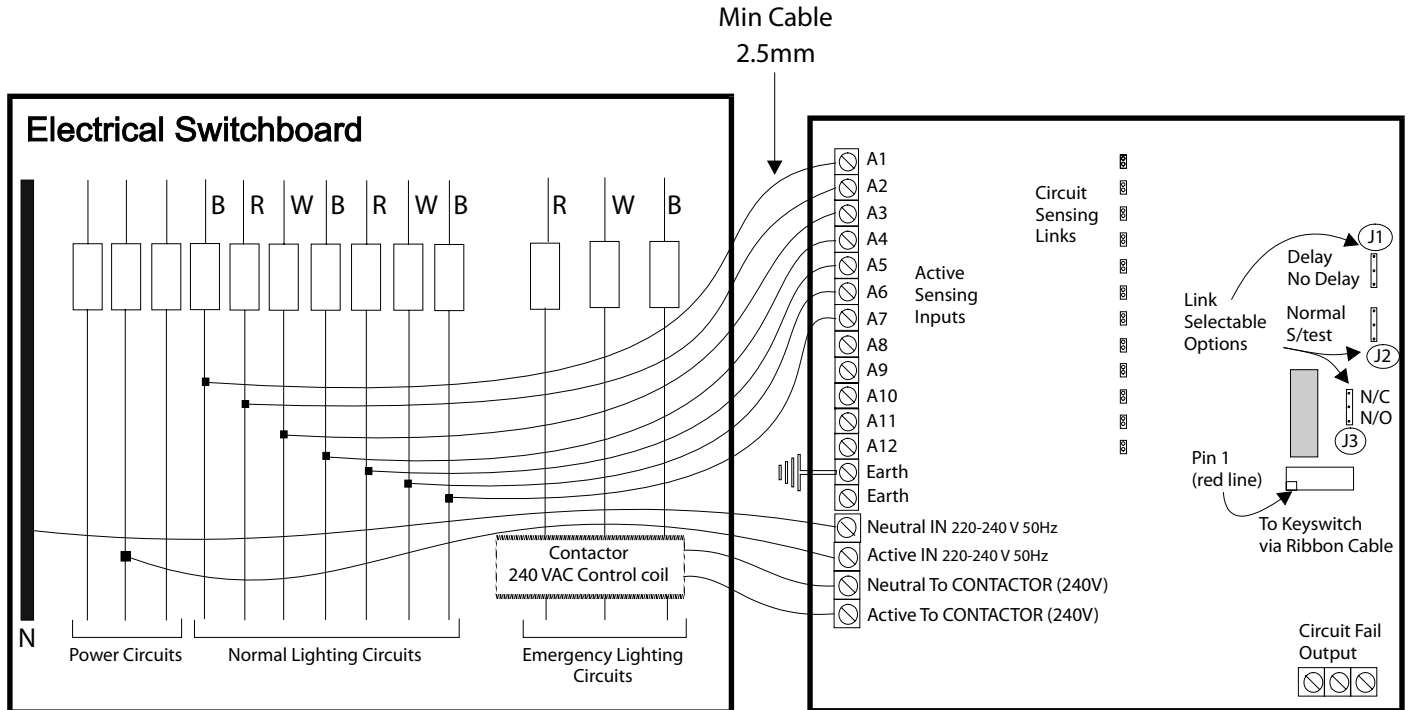 Min Cable
2.5mm
Electrical Switchboard
B R W B R W B
R W B
N
Power Circuits
Normal Lighting Circuits
Emergency Lighting
Circuits
Contactor
240 VAC Control coil
A1
A2
A3
A4
A5
A6
A7
A8
A9
A10
A11
A12
Earth
Earth
Neutral IN 220-240 V 50Hz
Active IN 220-240 V 50Hz
Neutral To CONTACTOR (240V)
Active To CONTACTOR (240V)
Active
Sensing
Inputs
Circuit
Sensing
Links
Link
Selectable
Options
J1
Delay
No Delay
Normal
S/test
J2
N/C
N/O
J3
Pin 1
(red line)
To Keyswitch
via Ribbon Cable
Circuit Fail
Output